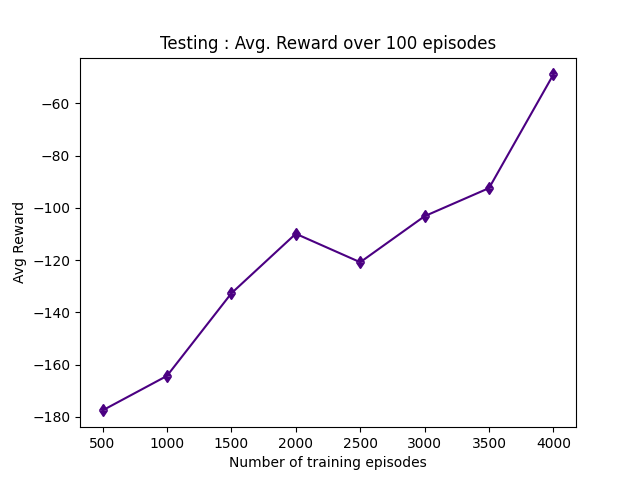 Testing : Avg. Reward over 100 episodes
−60
−80
−100
−120
−140
−160
−180
Avg Reward
500 1000 1500 2000 2500 3000 3500 4000
Number of training episodes